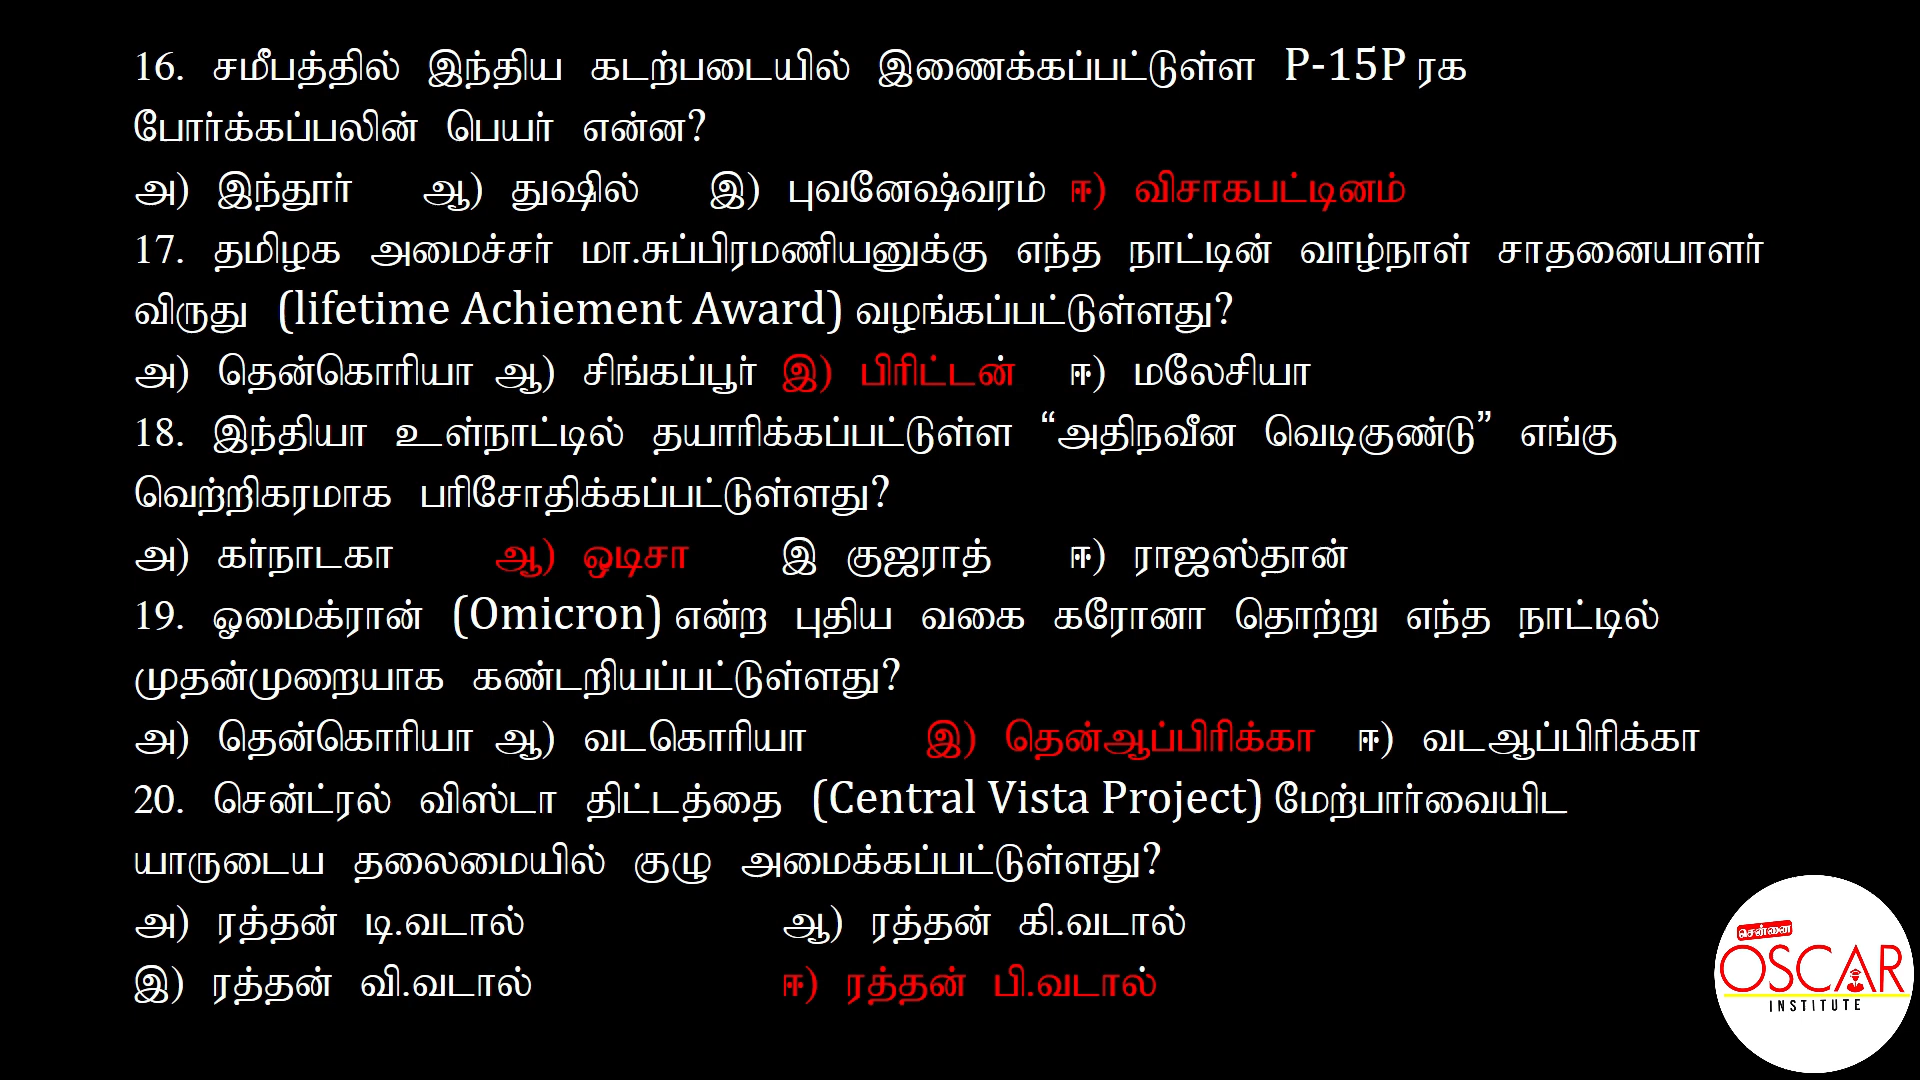 16. சமீபத்தில் இந்திய கடற்படையில் இணைக்கப்பட்டுள்ள P-15P ரக
போர்க்கப்பலின் பெயர் என்ன?
அ) இந்தூர் ஆ) துஷில் இ) புவனேஷ்வரம் ஈ) விசாகபட்டினம்
17. தமிழக அமைச்சர் மா.சுப்பிரமணியனுக்கு எந்த நாட்டின் வாழ்நாள் சாதனையாளர்
விருது (lifetime Achiement Award) வழங்கப்பட்டுள்ளது?
அ) தென்கொரியா ஆ) சிங்கப்பூர் இ) பிரிட்டன் ஈ) மலேசியா
18. இந்தியா உள்நாட்டில் தயாரிக்கப்பட்டுள்ள “அதிநவீன வெடிகுண்டு” எங்கு
வெற்றிகரமாக பரிசோதிக்கப்பட்டுள்ளது?
அ) கர்நாடகா ஆ) ஒடிசா இ குஜராத் ஈ) ராஜஸ்தான்
19. ஓமைக்ரான் (Omicron) என்ற புதிய வகை கரோனா தொற்று எந்த நாட்டில்
முதன்முறையாக கண்டறியப்பட்டுள்ளது?
அ) தென்கொரியா ஆ) வடகொரியா இ) தென்ஆப்பிரிக்கா ஈ) வடஆப்பிரிக்கா
20. சென்ட்ரல் விஸ்டா திட்டத்தை (Central Vista Project) மேற்பார்வையிட
யாருடைய தலைமையில் குழு அமைக்கப்பட்டுள்ளது?
அ) ரத்தன் டி.வடால் ஆ) ரத்தன் கி.வடால்
இ) ரத்தன் வி.வடால் ஈ) ரத்தன் பி.வடால்
சென்னை
OSCAR
INSTITUTE